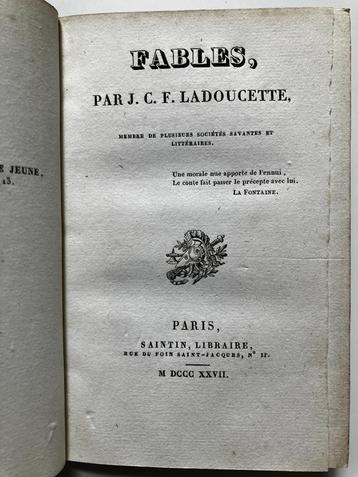 E JEUNE,
13.
FABLES,
PAR J. C. F. LADOUCETTE,
MEMBRE DE PLUSIEURS SOCIÉTÉS SAVANTES ET
LITTÉRAIRES.
Une morale nue apporte de l'ennui,
Le conte fait passer le précepte avec lui.
LA FONTAINE.
PARIS,
SAINTIN, LIBRAIRE,
RUE DU FOIN SAINT-JACQUES, N° 11.
M DCCC XXVII.